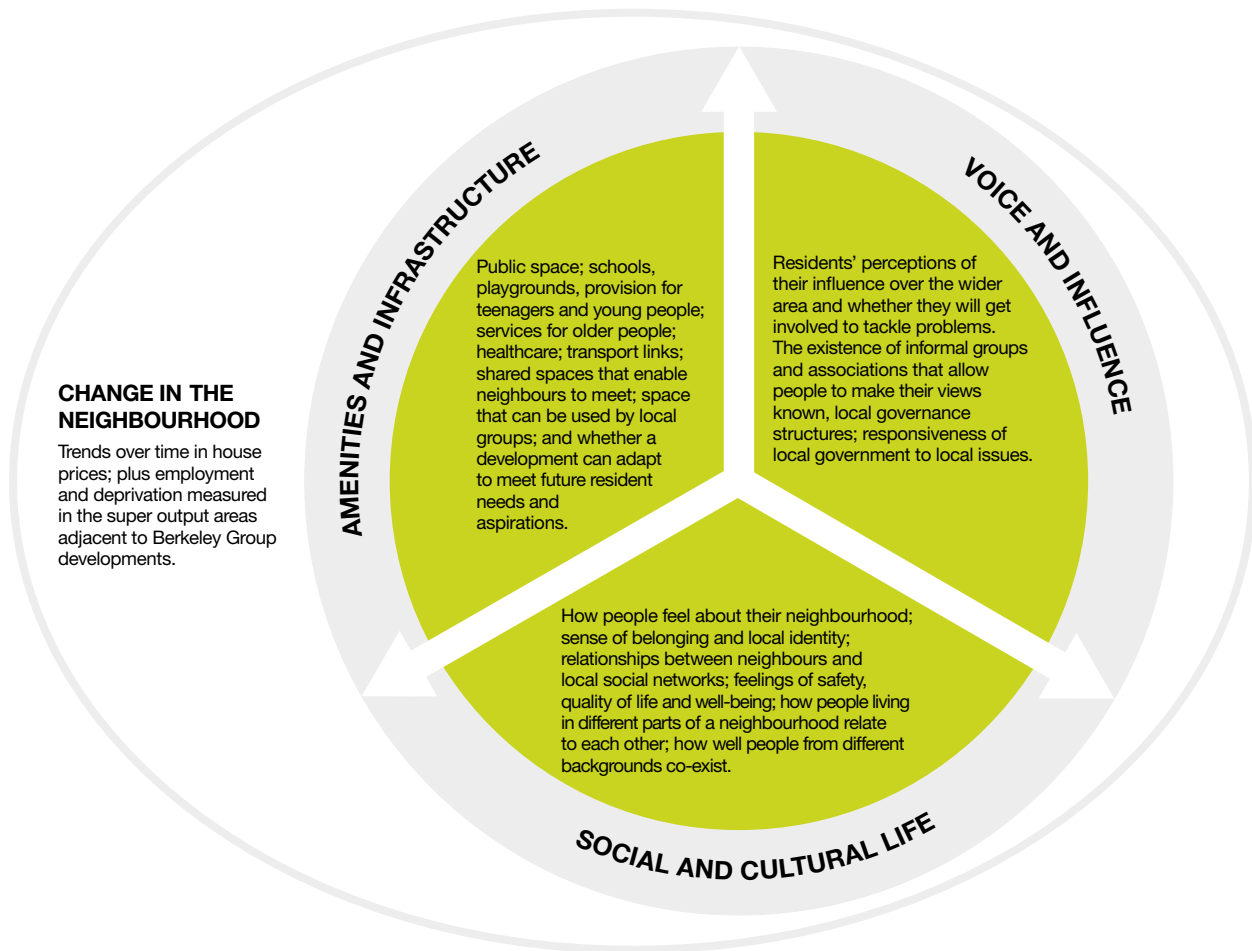 CHANGE IN THE
NEIGHBOURHOOD
Trends over time in house
prices; plus employment
and deprivation measured
in the super output areas
adjacent to Berkeley Group
developments.
AMENITIES AND INFRASTRUCTURE
Public space; schools,
playgrounds, provision for
teenagers and young people;
services for older people;
healthcare; transport links;
shared spaces that enable
neighbours to meet; space
that can be used by local
groups; and whether a
development can adapt
to meet future resident
needs and
aspirations.
VOICE AND INFLUENCE
Residents’ perceptions of
their influence over the wider
area and whether they will get
involved to tackle problems.
The existence of informal groups
and associations that allow
people to make their views
known, local governance
structures; responsiveness of
local government to local issues.
How people feel about their neighbourhood;
sense of belonging and local identity;
relationships between neighbours and
local social networks; feelings of safety,
quality of life and well-being; how people living
in different parts of a neighbourhood relate
to each other; how well people from different
backgrounds co-exist.
SOCIAL AND CULTURAL LIFE